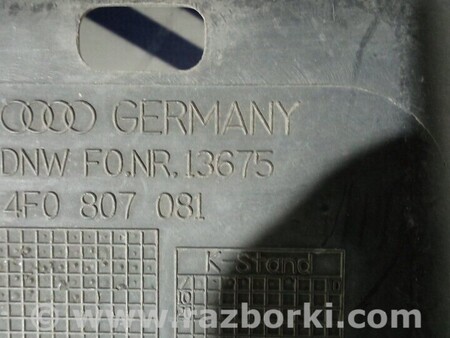 GERMANY
DNW FO.NR.13675
4F0 807 081
K-Stand
www.razborki.com